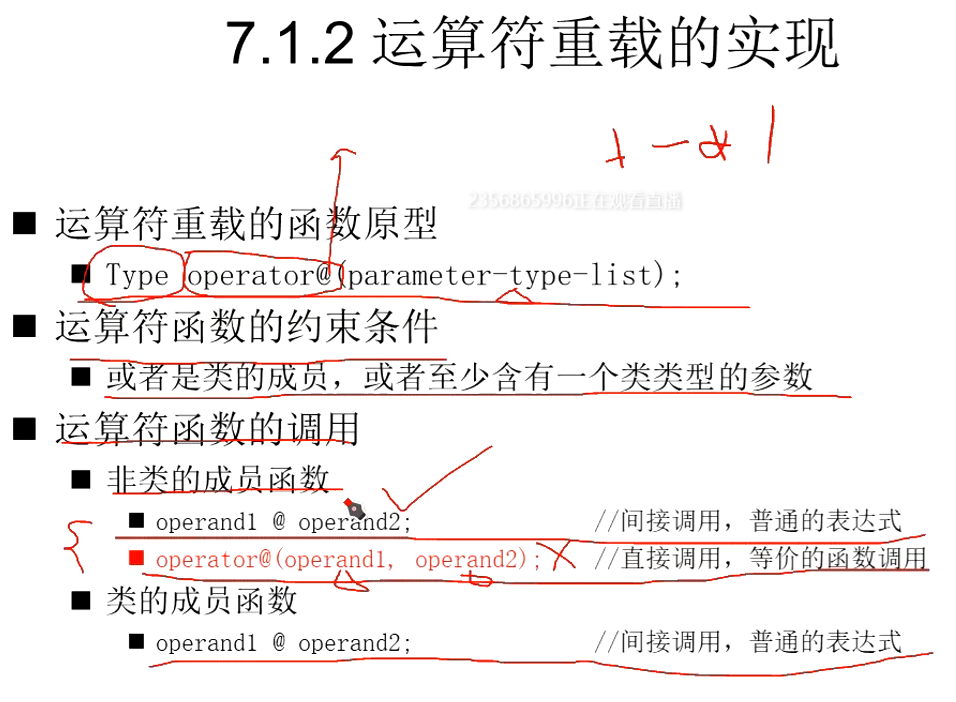 7.1.2 运算符重载的实现
+ - * /
2356865996正在观看直播
■ 运算符重载的函数原型
■ Type operator@(parameter-type-list);
■ 运算符函数的约束条件
■ 或者是类的成员，或者至少含有一个类类型的参数
■ 运算符函数的调用
■ 非类的成员函数
■ operand1 @ operand2; //间接调用，普通的表达式
■ operator@(operand1, operand2); //直接调用，等价的函数调用
■ 类的成员函数
■ operand1 @ operand2; //间接调用，普通的表达式